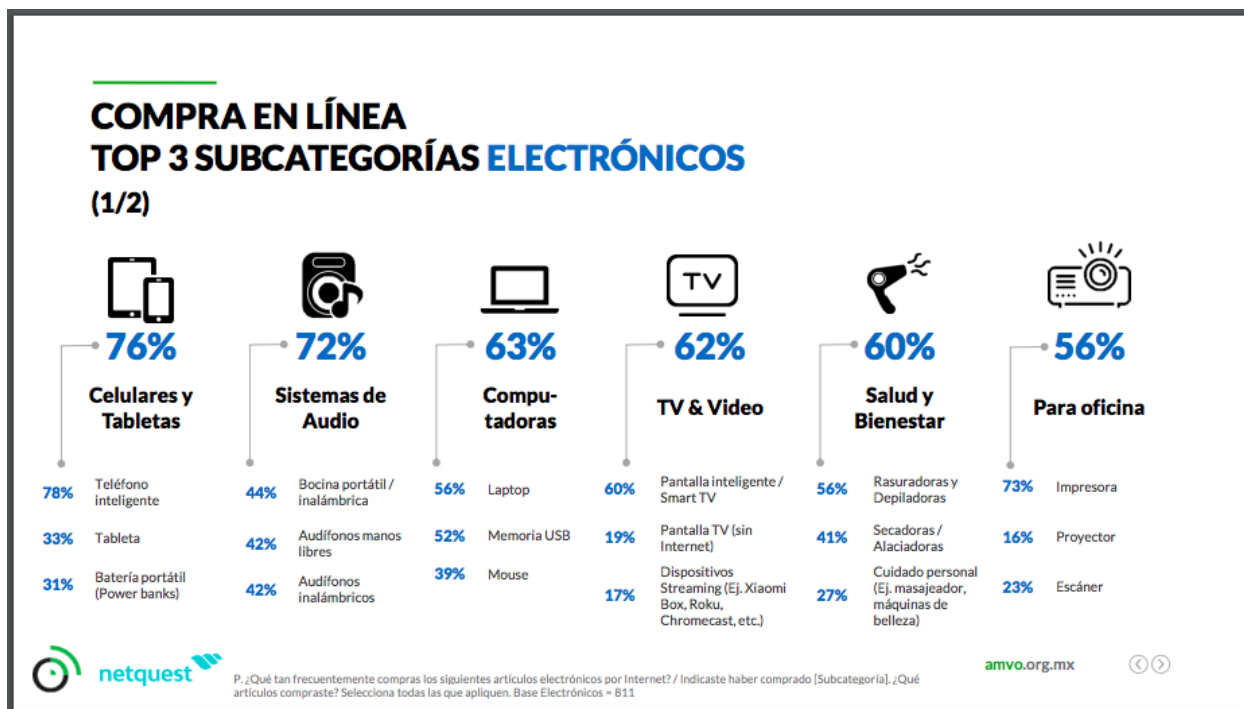 COMPRA EN LÍNEA
TOP 3 SUBCATEGORÍAS ELECTRÓNICOS
(1/2)
TV
76%
Celulares y
Tabletas
78% Teléfono
inteligente
33% Tableta
31% Batería portátil
(Power banks)
72%
Sistemas de
Audio
44% Bocina portátil /
inalámbrica
42% Audífonos manos
libres
42% Audífonos
inalámbricos
63%
Compu-
tadoras
56% Laptop
52% Memoria USB
39% Mouse
62%
TV & Video
60% Pantalla inteligente /
Smart TV
19% Pantalla TV (sin
Internet)
17% Dispositivos
Streaming (Ej. Xiaomi
Box, Roku,
Chromecast, etc.)
60%
Salud y
Bienestar
56% Rasuradoras y
Depiladoras
41% Secadoras /
Alaciadoras
27% Cuidado personal
(Ej. masajeador,
máquinas de
belleza)
56%
Para oficina
73% Impresora
16% Proyector
23% Escáner
netquest
P. ¿Qué tan frecuentemente compras los siguientes artículos electrónicos por Internet? / Indicaste haber comprado [Subcategoría]. ¿Qué
artículos compraste? Selecciona todas las que apliquen. Base Electrónicos = 811
amvo.org.mx